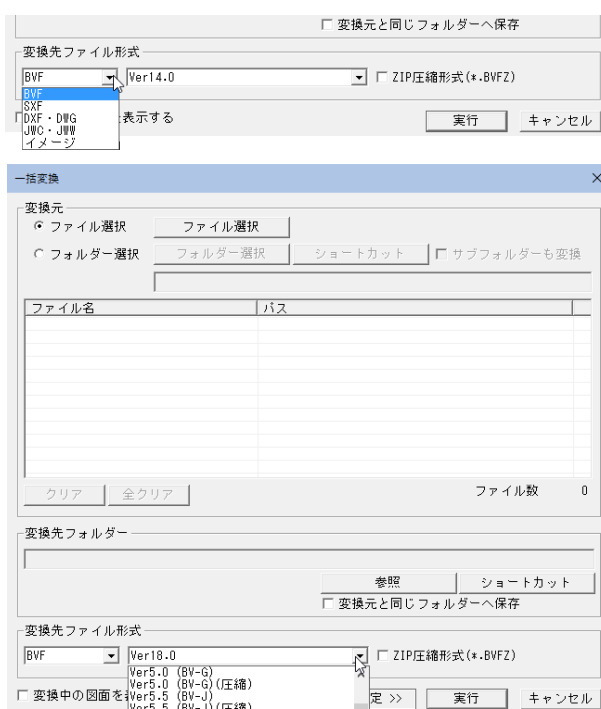 変換元と同じフォルダーへ保存
変換先ファイル形式
BVF Ver14.0 ZIP圧縮形式(*.BVFZ)
BVF
SXF
DXF・DWG 表示する 実行 キャンセル
JWC・JWW
イメージ
一括変換
変換元
ファイル選択 ファイル選択
フォルダー選択 フォルダー選択 ショートカット サブフォルダーも変換
ファイル名 パス
クリア 全クリア ファイル数 0
変換先フォルダー
参照 ショートカット
変換元と同じフォルダーへ保存
変換先ファイル形式
BVF Ver18.0 ZIP圧縮形式(*.BVFZ)
Ver5.0 (BV-G)
Ver5.0 (BV-G)(圧縮)
変換中の図面を Ver5.5 (BV-J) 定 >> 実行 キャンセル
Ver5.5 (BV-J)(圧縮)